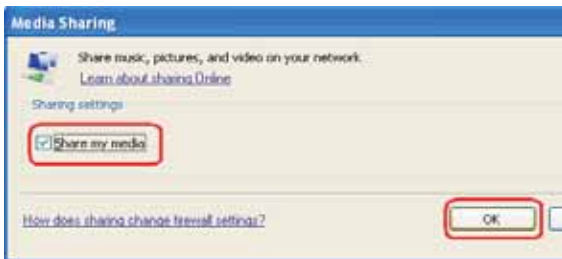 Media Sharing
Share music, pictures, and video on your network
Learn about sharing Online
Sharing settings
Share my media
How does sharing change firewall settings?
OK